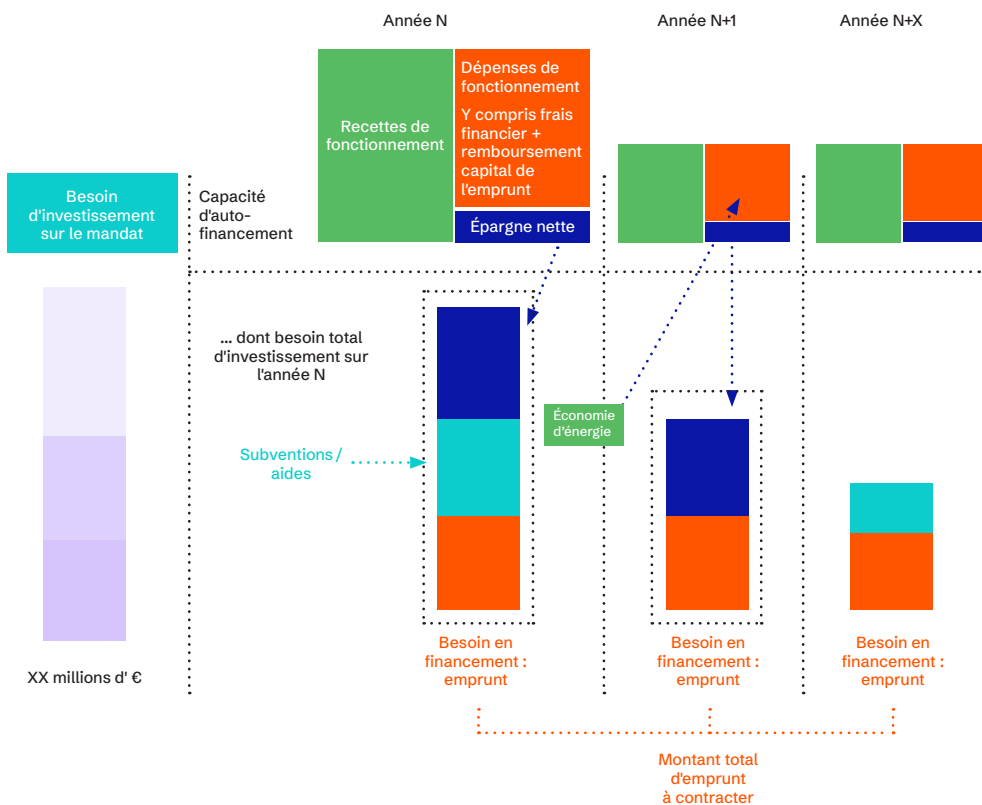 Année N
Année N+1
Année N+X
Recettes de
fonctionnement
Dépenses de
fonctionnement
Y compris frais
financier +
remboursement
capital de
l'emprunt
Épargne nette
Besoin
d'investissement
sur le mandat
Capacité
d'auto-
financement
... dont besoin total
d'investissement sur
l'année N
Économie
d'énergie
Subventions /
aides
XX millions d' €
Besoin en
financement :
emprunt
Besoin en
financement :
emprunt
Besoin en
financement :
emprunt
Montant total
d'emprunt
à contracter